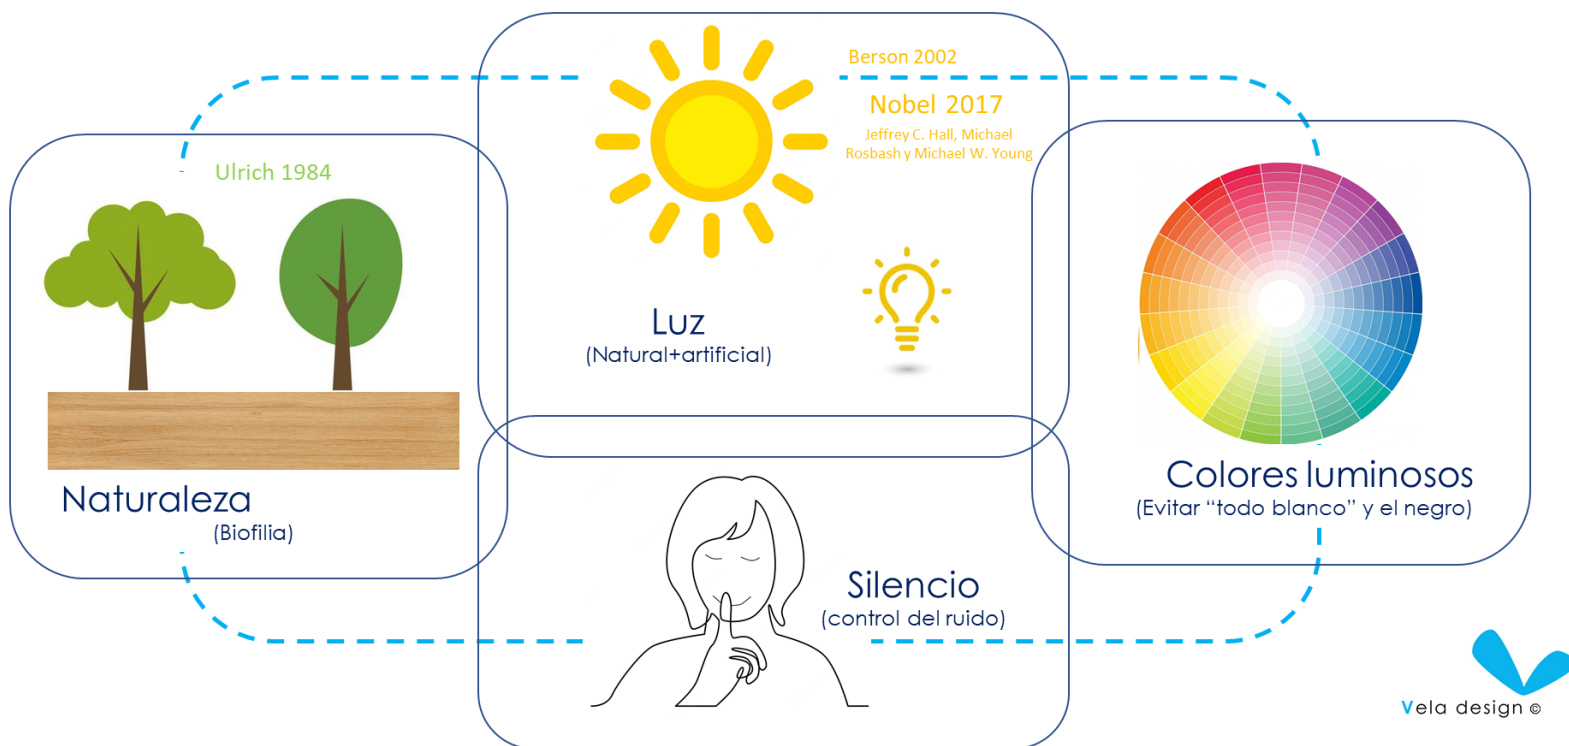 Berson 2002
Nobel 2017
Jeffrey C. Hall, Michael
Rosbash y Michael W. Young
Ulrich 1984
Luz
(Natural+artificial)
Naturaleza
(Biofilia)
Colores luminosos
(Evitar “todo blanco” y el negro)
Silencio
(control del ruido)
Vela design ©